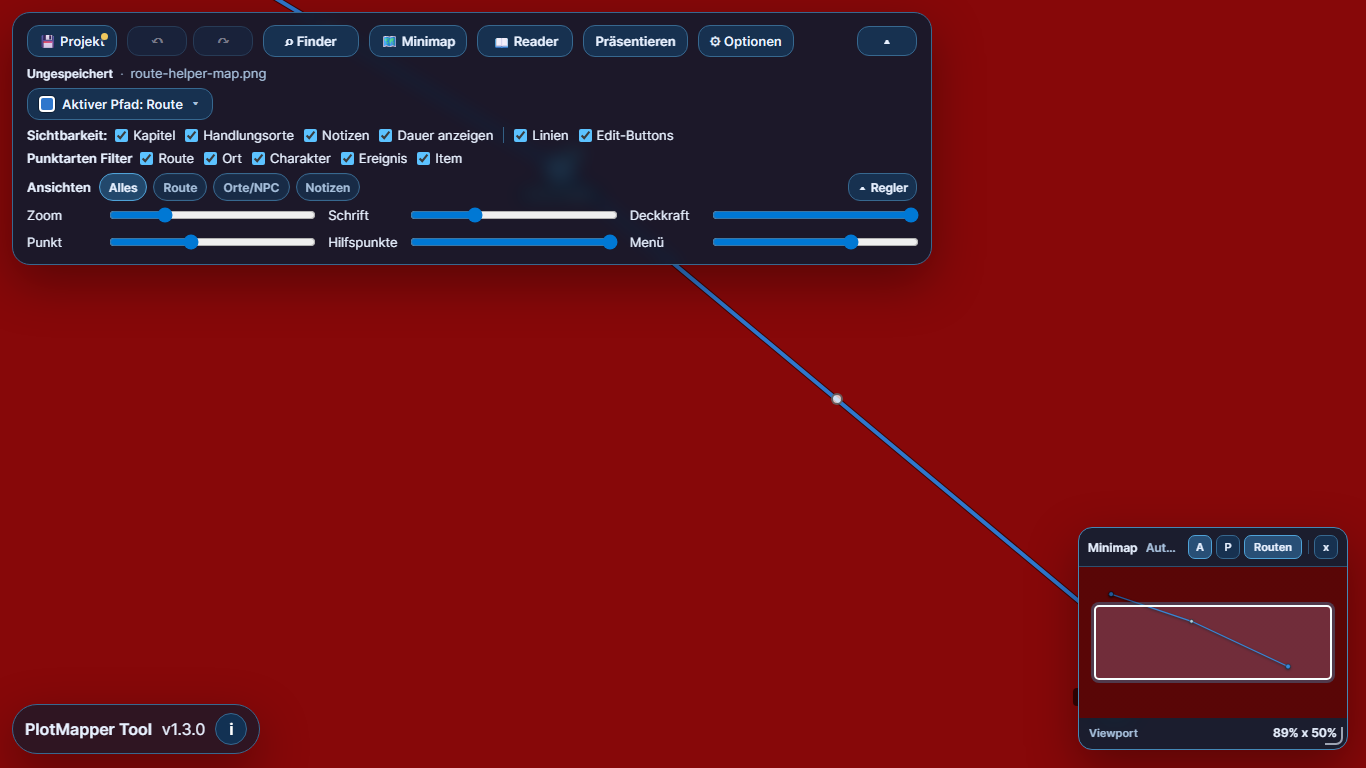 Projekt Finder Minimap Reader Präsentieren Optionen
Ungespeichert · route-helper-map.png
Aktiver Pfad: Route
Sichtbarkeit: Kapitel Handlungsorte Notizen Dauer anzeigen Linien Edit-Buttons
Punktarten Filter Route Ort Charakter Ereignis Item
Ansichten Alles Route Orte/NPC Notizen Regler
Zoom Schrift Deckkraft
Punkt Hilfspunkte Menü
Minimap Aut... A P Routen x
Viewport 89% x 50%
PlotMapper Tool v1.3.0 i